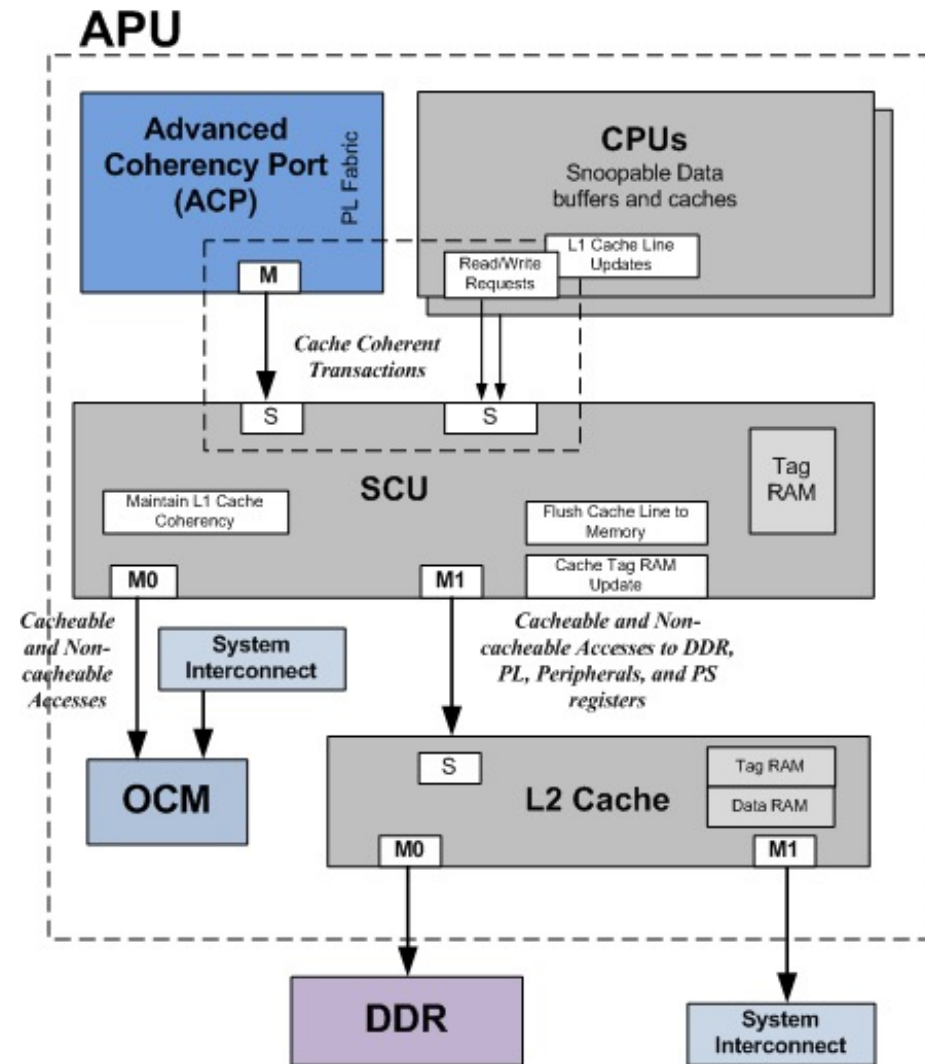 APU
Advanced
Coherency Port
(ACP)
PL Fabric
M
CPUs
Snoopable Data
buffers and caches
L1 Cache Line
Updates
Read/Write
Requests
Cache Coherent
Transactions
S
S
SCU
Tag
RAM
Maintain L1 Cache
Coherency
Flush Cache Line to
Memory
Cache Tag RAM
Update
M0
M1
Cacheable
and Non-
cacheable
Accesses
System
Interconnect
Cacheable and Non-
cacheable Accesses to DDR,
PL, Peripherals, and PS
registers
OCM
S
L2 Cache
Tag RAM
Data RAM
M0
M1
DDR
System
Interconnect